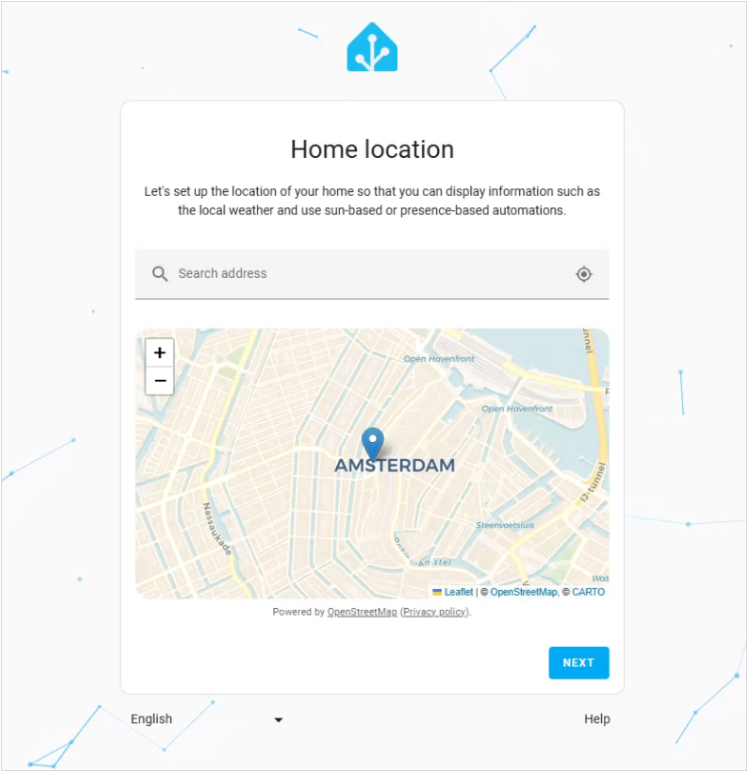 Home location
Let's set up the location of your home so that you can display information such as
the local weather and use sun-based or presence-based automations.
Search address
+
−
Open Havenfront
Open Havenfront
AMSTERDAM
IJ-tunnel
Nassaukade
Steenvoetsluis
Amstel
Wat
Leaflet | © OpenStreetMap, © CARTO
Powered by OpenStreetMap (Privacy policy).
NEXT
English
Help